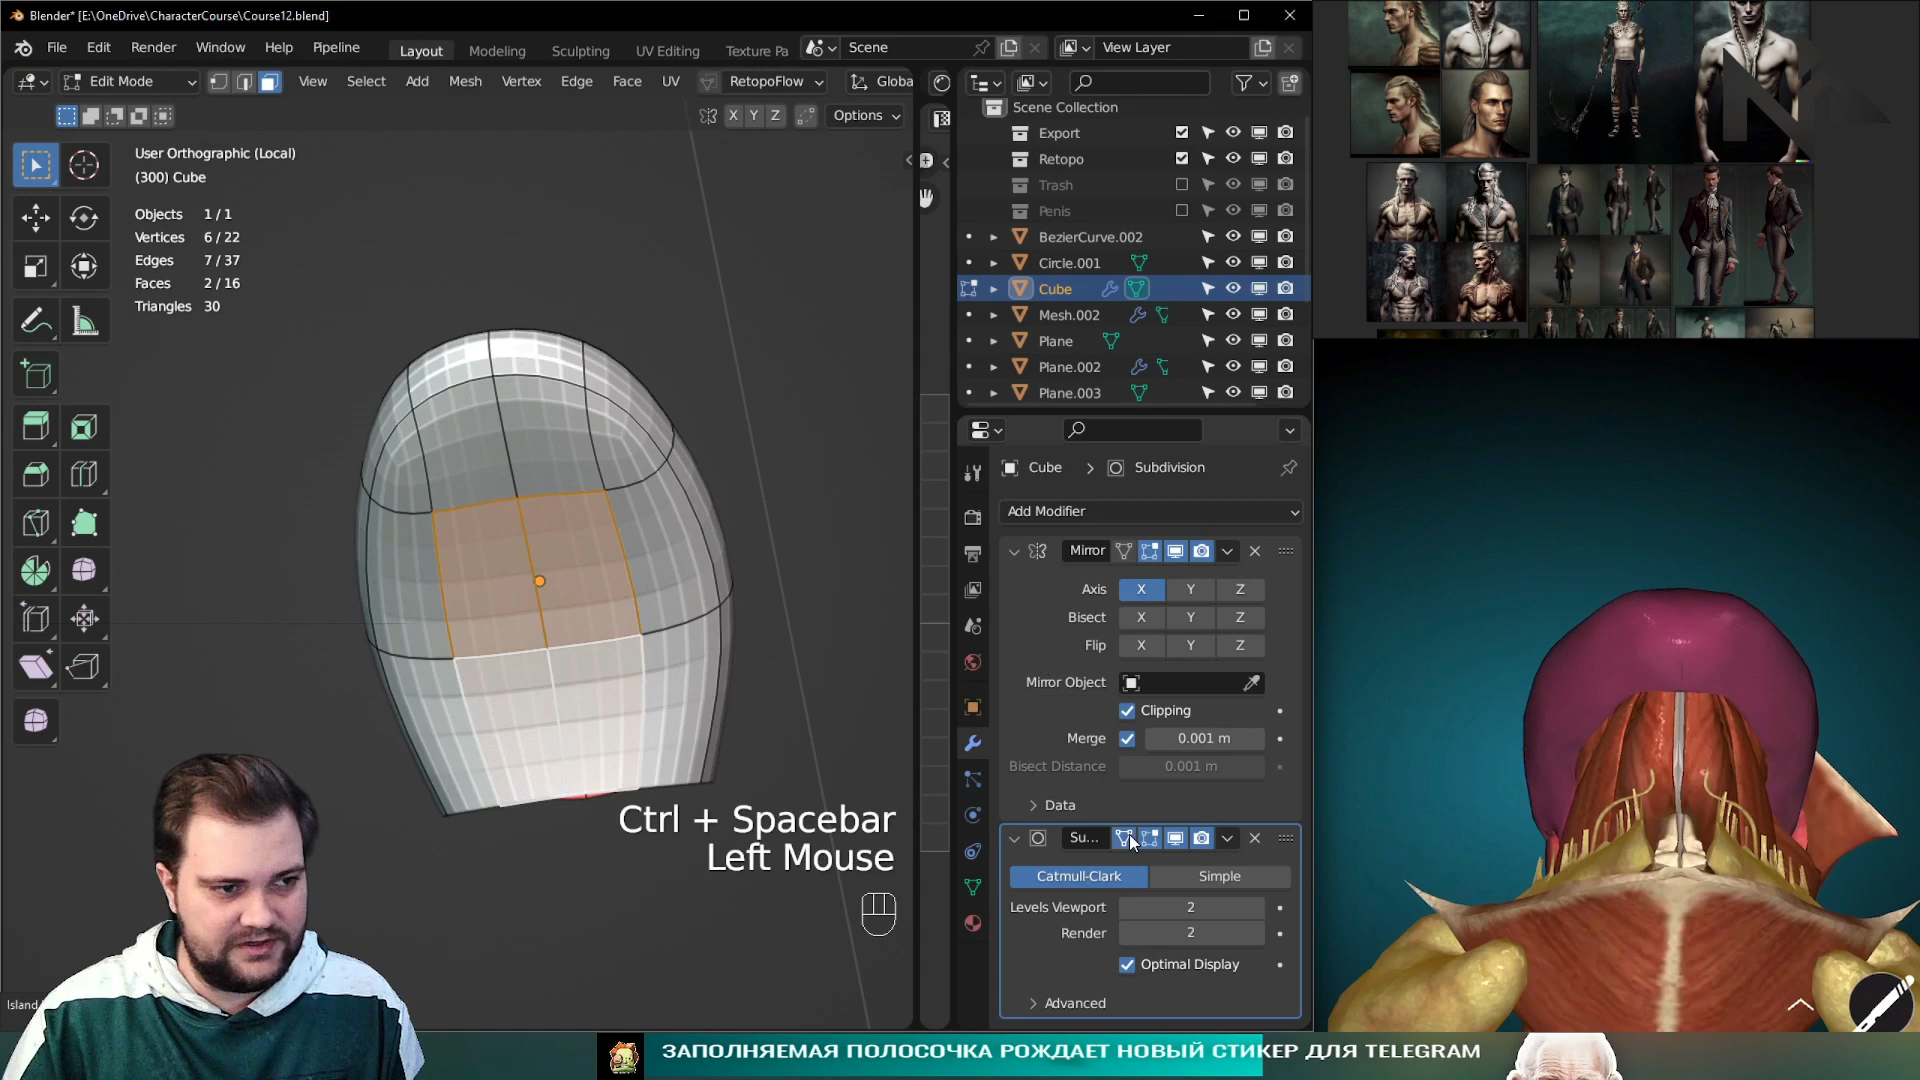 Blender* [E:\OneDrive\CharacterCourse\Course12.blend]
File Edit Render Window Help Pipeline
Layout Modeling Sculpting UV Editing Texture Pa
Scene
View Layer
Edit Mode
View Select Add Mesh Vertex Edge Face UV
RetopoFlow
Globa
X Y Z
Options
User Orthographic (Local)
(300) Cube
Objects 1 / 1
Vertices 6 / 22
Edges 7 / 37
Faces 2 / 16
Triangles 30
Scene Collection
Export
Retopo
Trash
Penis
BezierCurve.002
Circle.001
Cube
Mesh.002
Plane
Plane.002
Plane.003
Cube
Subdivision
Add Modifier
Mirror
Axis X Y Z
Bisect X Y Z
Flip X Y Z
Mirror Object
Clipping
Merge 0.001 m
Bisect Distance 0.001 m
Data
Su...
Catmull-Clark Simple
Levels Viewport 2
Render 2
Optimal Display
Advanced
Ctrl + Spacebar
Left Mouse
Island
ЗАПОЛНЯЕМАЯ ПОЛОСОЧКА РОЖДАЕТ НОВЫЙ СТИКЕР ДЛЯ TELEGRAM